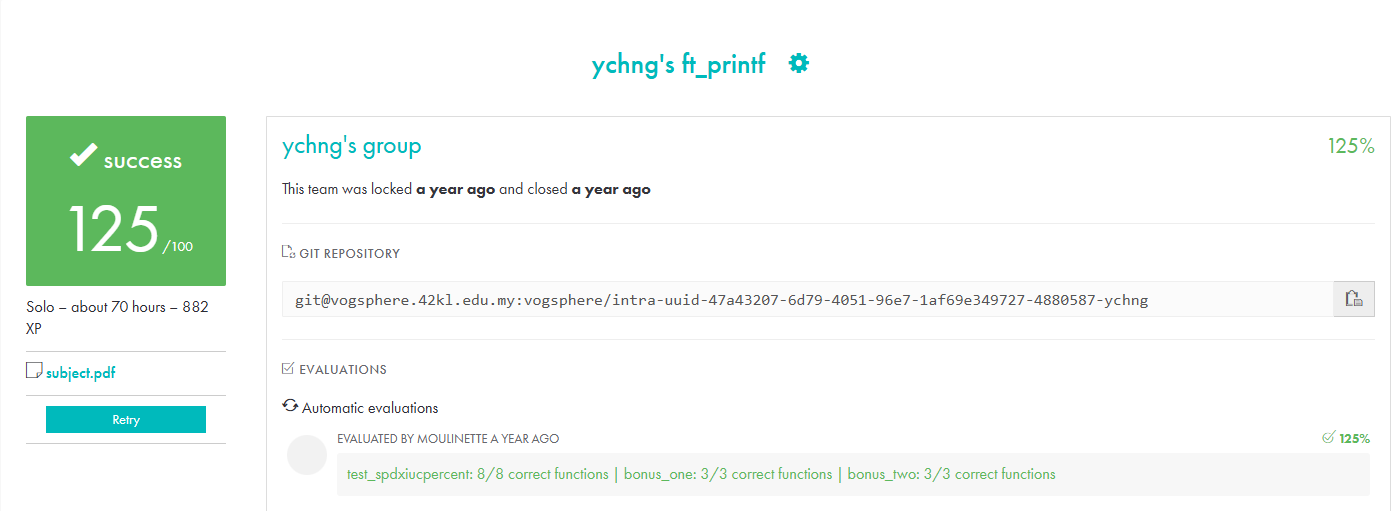 ychng's ft_printf
success
125/100
Solo – about 70 hours – 882
XP
subject.pdf
Retry
ychng's group
125%
This team was locked a year ago and closed a year ago
GIT REPOSITORY
git@vogsphere.42kl.edu.my:vogsphere/intra-uuid-47a43207-6d79-4051-96e7-1af69e349727-4880587-ychng
EVALUATIONS
Automatic evaluations
EVALUATED BY MOULINETTE A YEAR AGO
125%
test_spdxiucpercent: 8/8 correct functions | bonus_one: 3/3 correct functions | bonus_two: 3/3 correct functions